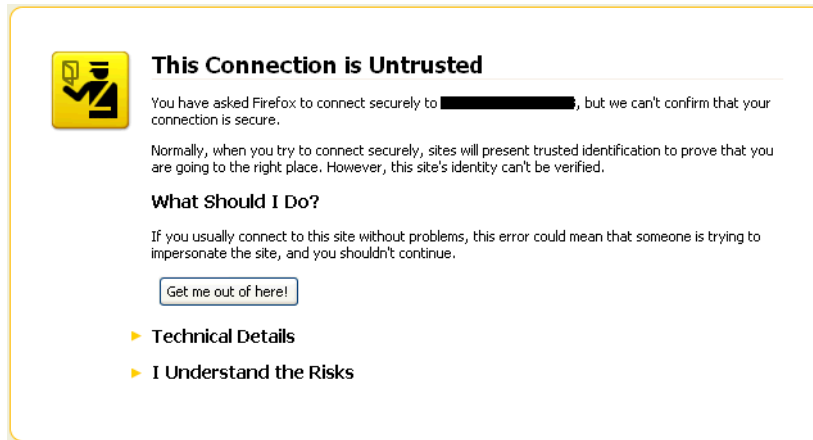 This Connection is Untrusted
You have asked Firefox to connect securely to , but we can't confirm that your
connection is secure.
Normally, when you try to connect securely, sites will present trusted identification to prove that you
are going to the right place. However, this site's identity can't be verified.
What Should I Do?
If you usually connect to this site without problems, this error could mean that someone is trying to
impersonate the site, and you shouldn't continue.
Get me out of here!
Technical Details
I Understand the Risks